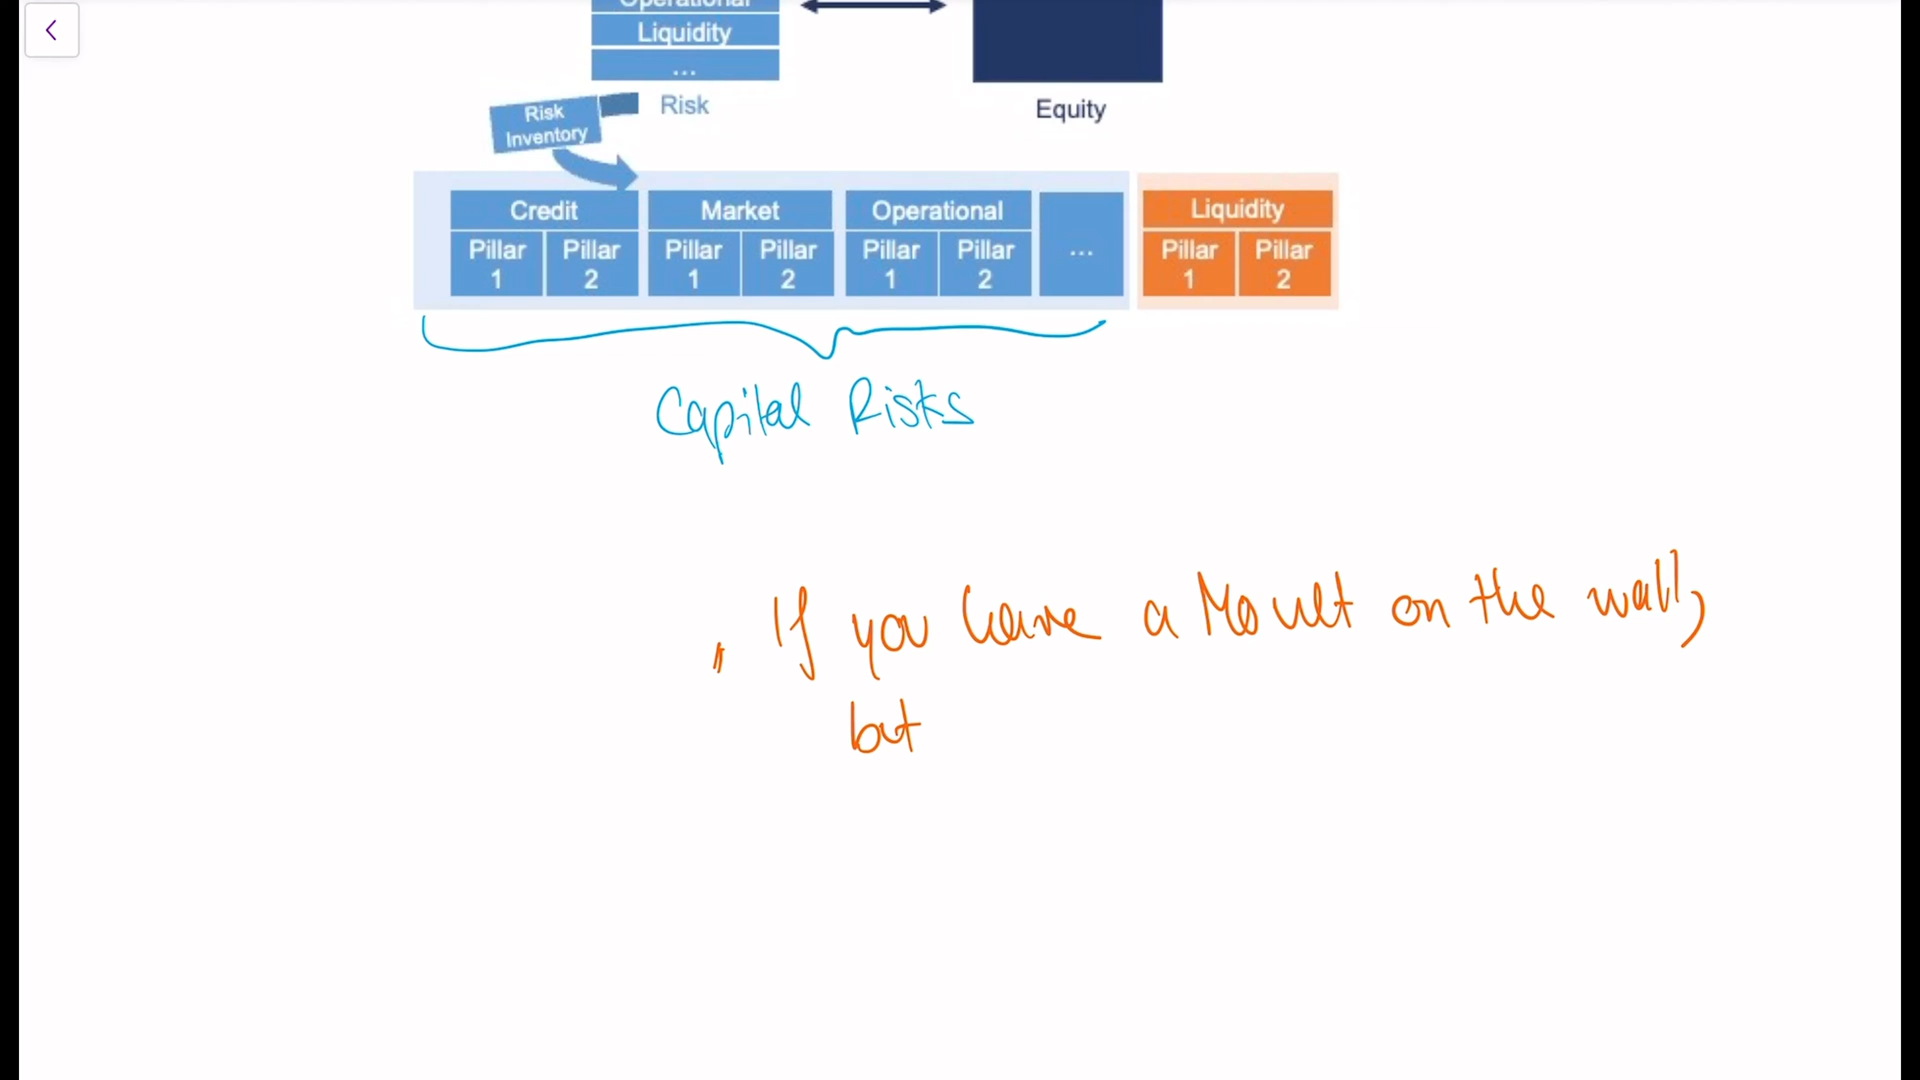 Operational
Liquidity
...
Risk
Inventory
Risk
Equity
Credit
Pillar 1
Pillar 2
Market
Pillar 1
Pillar 2
Operational
Pillar 1
Pillar 2
...
Liquidity
Pillar 1
Pillar 2
Capital Risks
„ If you have a on the wall,
but